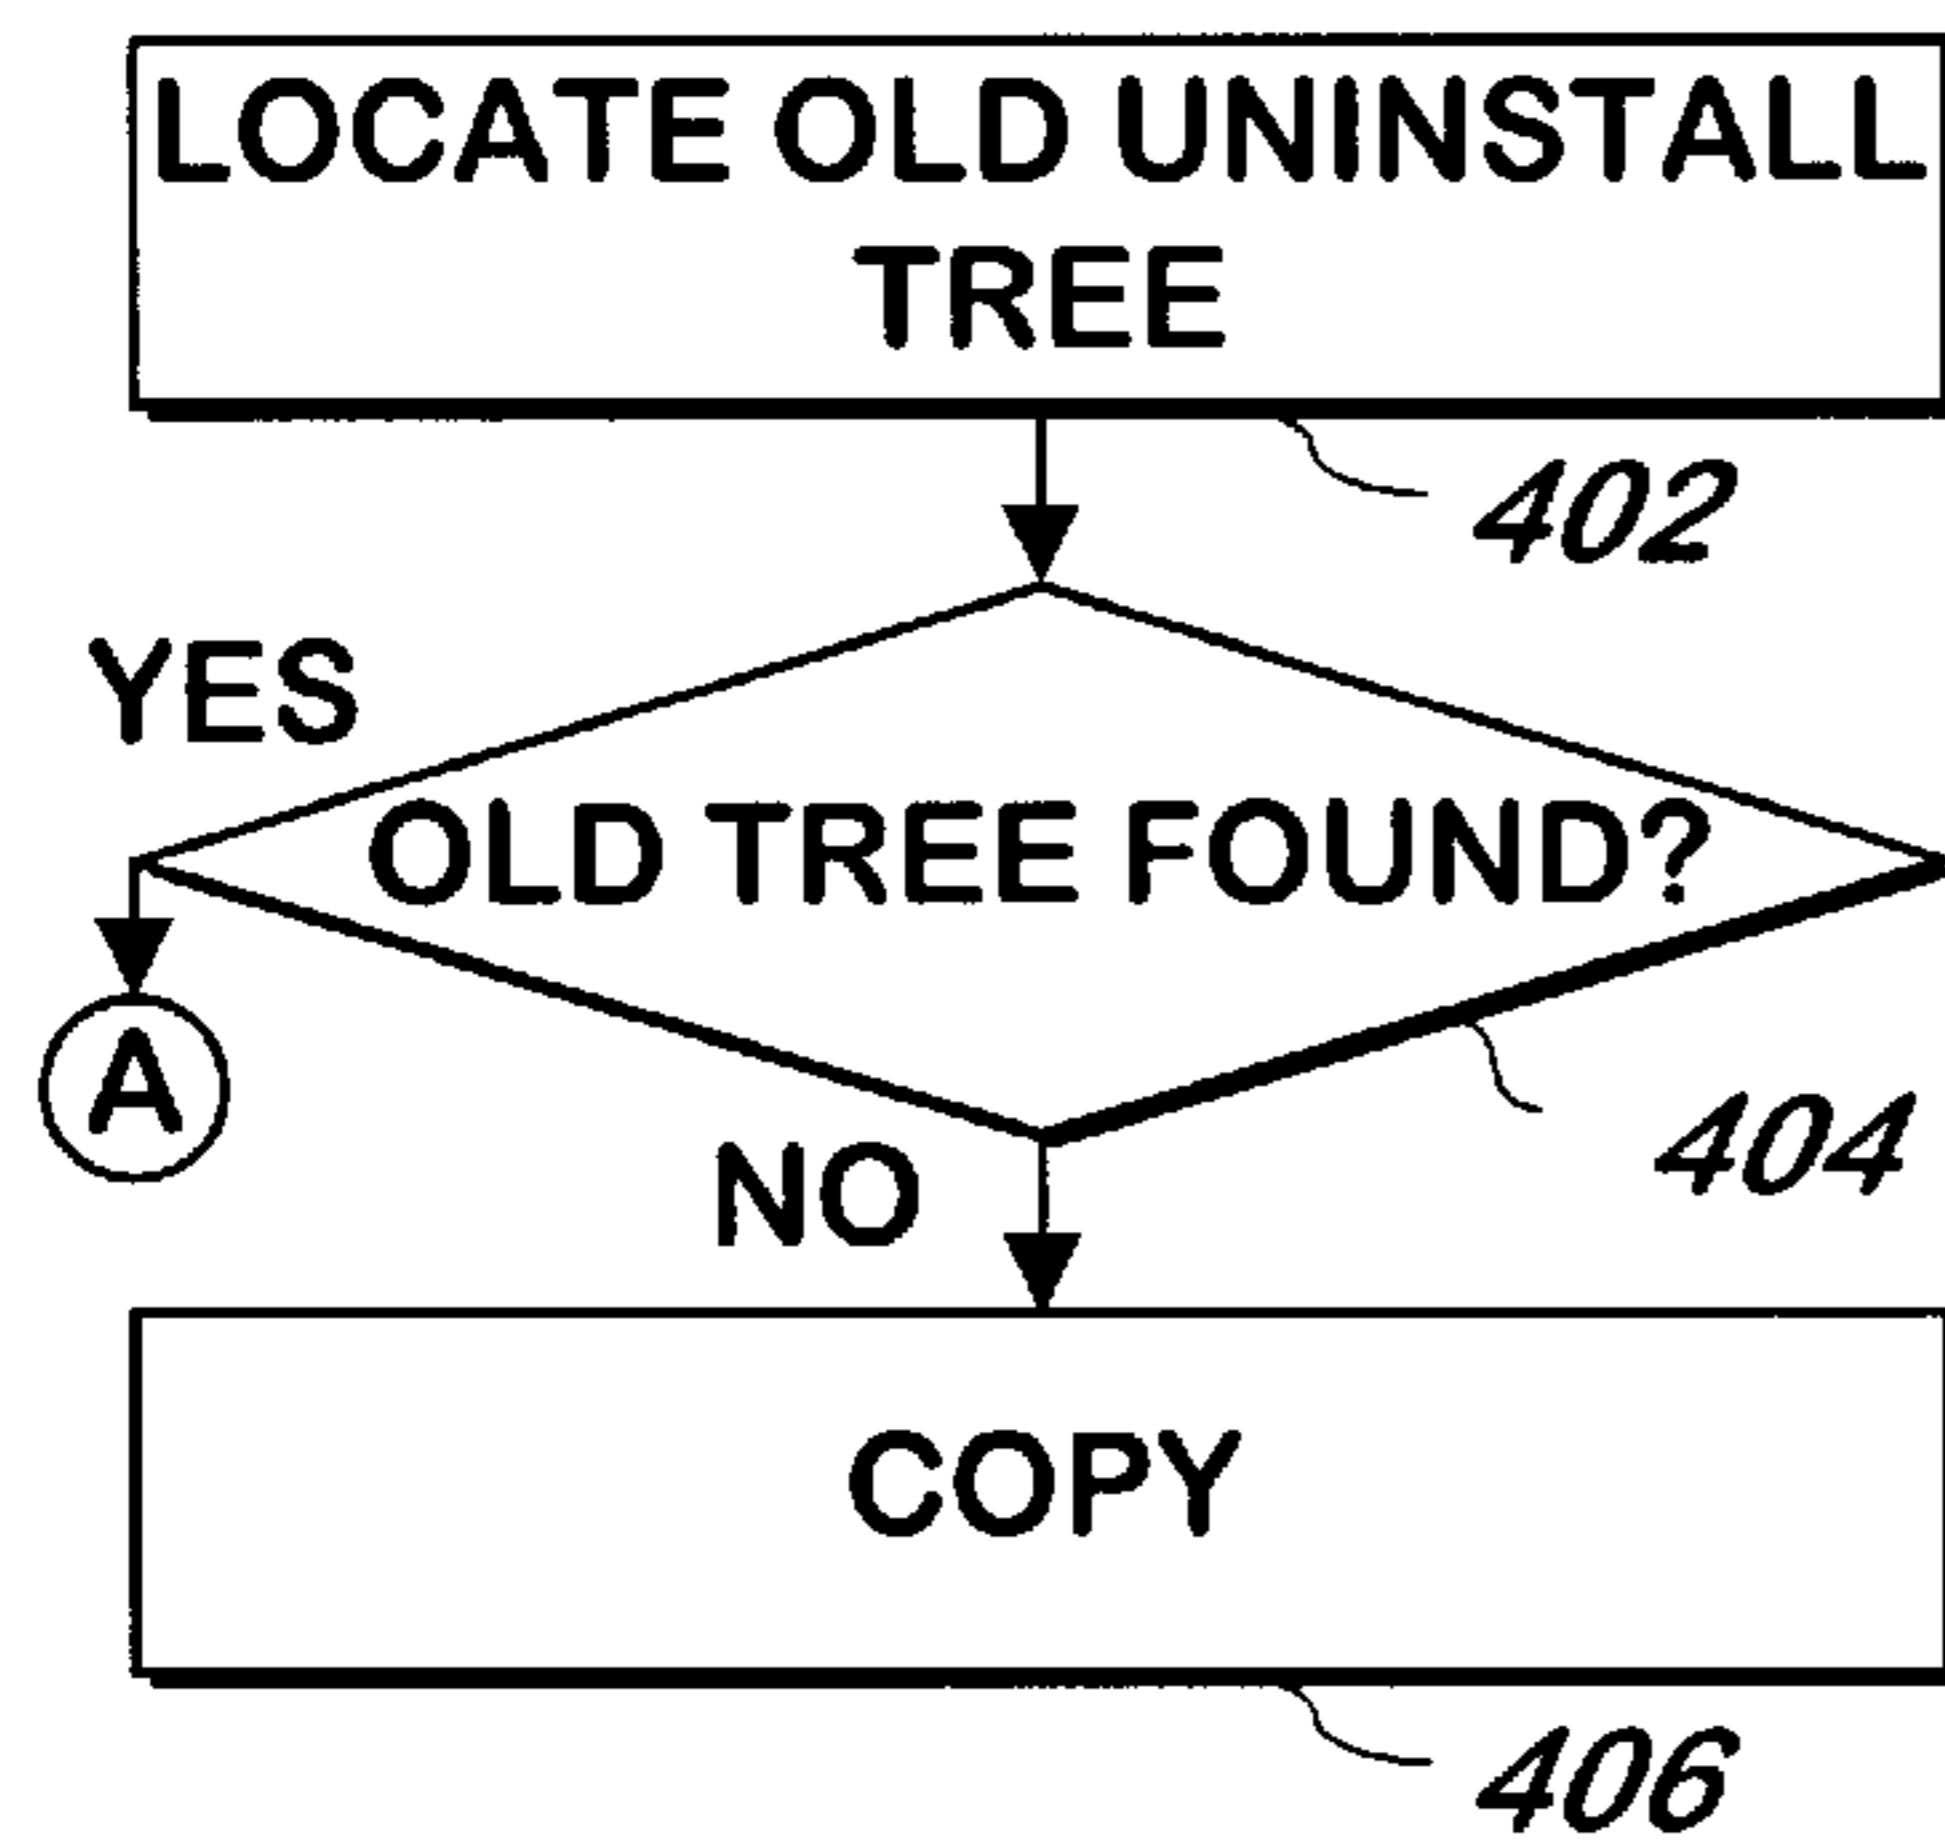 LOCATE OLD UNINSTALL
TREE
402
YES
OLD TREE FOUND?
A
404
NO
COPY
406